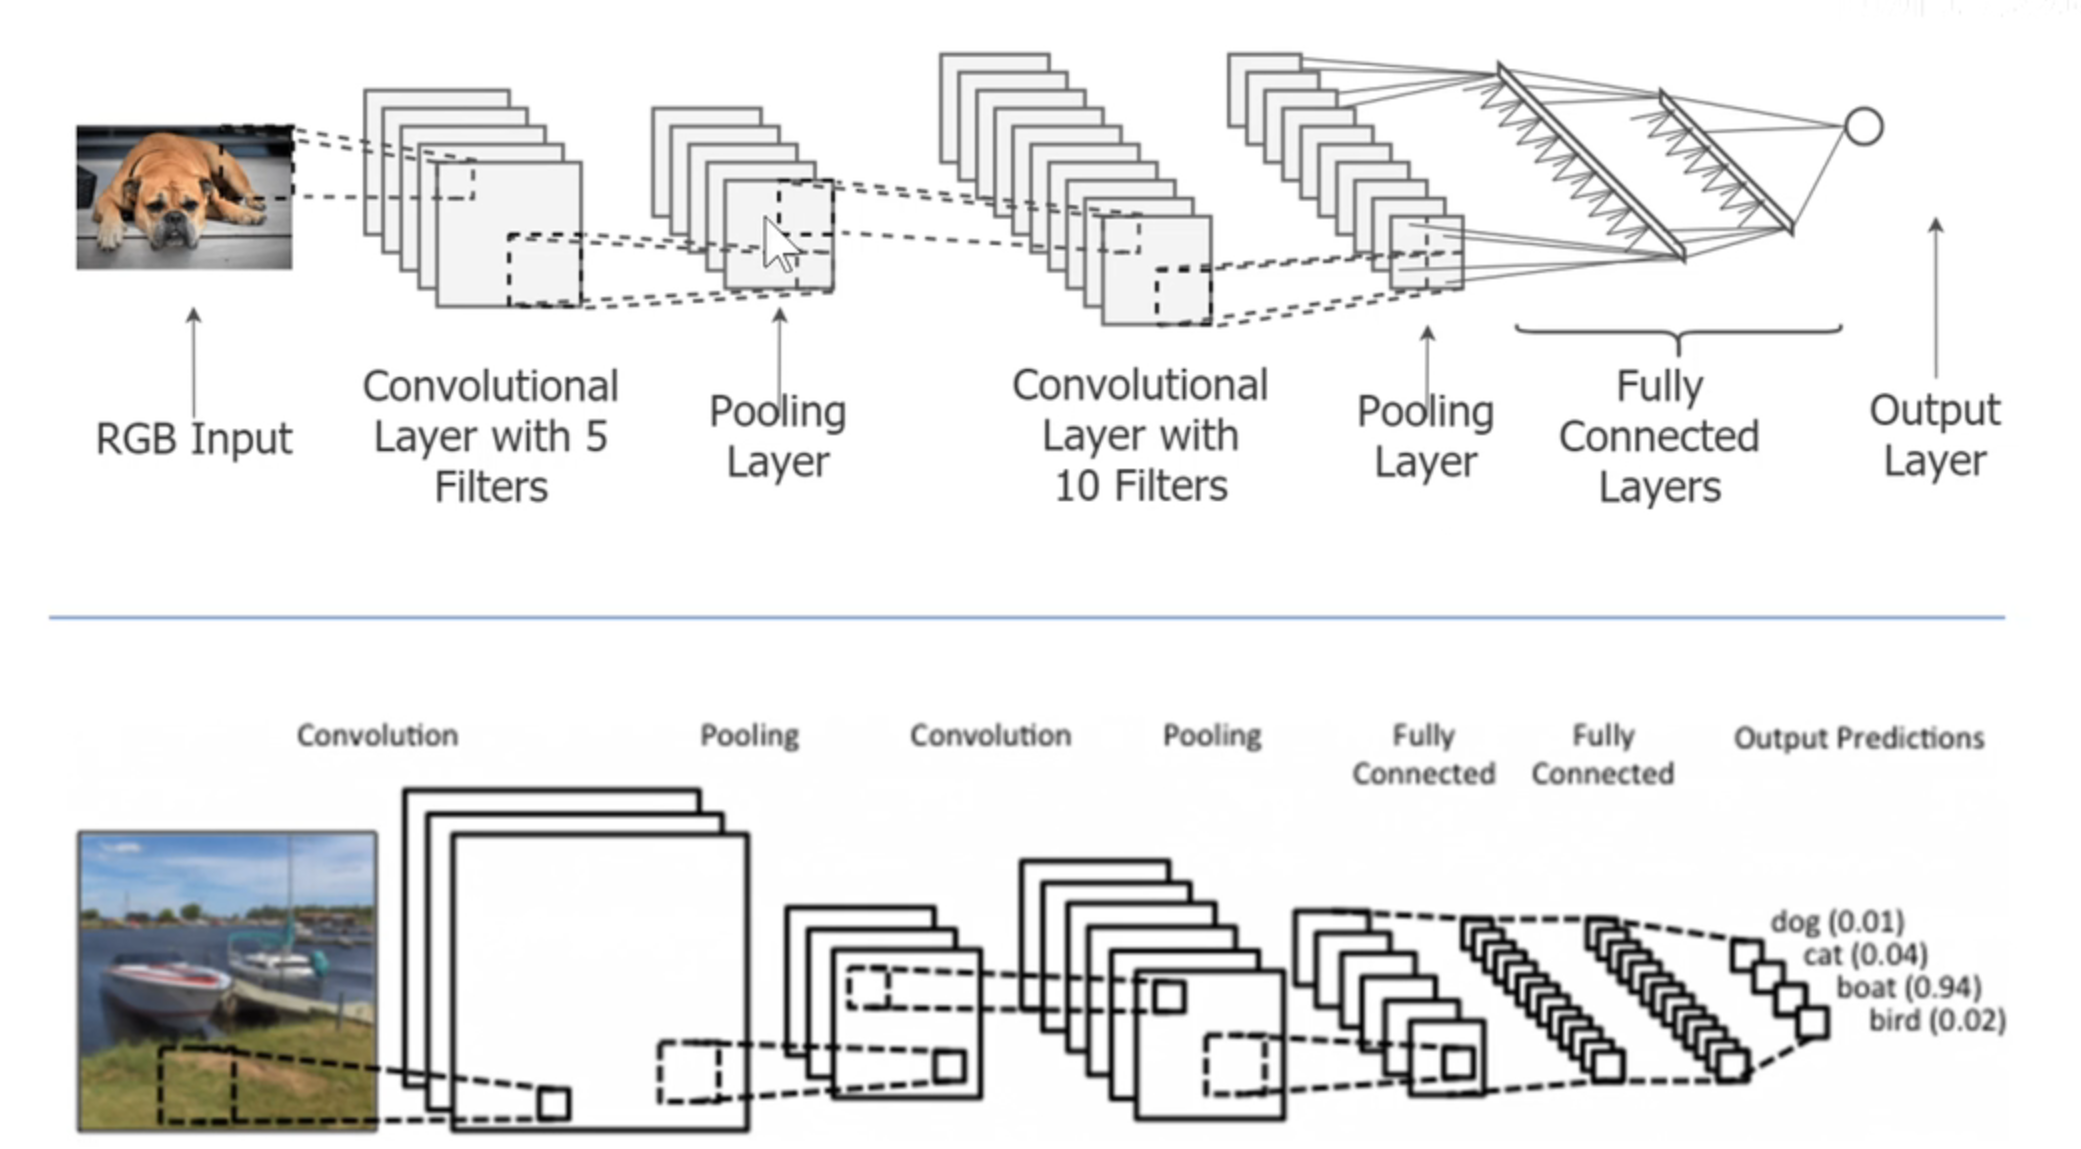 RGB Input
Convolutional
Layer with 5
Filters
Pooling
Layer
Convolutional
Layer with
10 Filters
Pooling
Layer
Fully
Connected
Layers
Output
Layer
Convolution
Pooling
Convolution
Pooling
Fully
Connected
Fully
Connected
Output Predictions
dog (0.01)
cat (0.04)
boat (0.94)
bird (0.02)